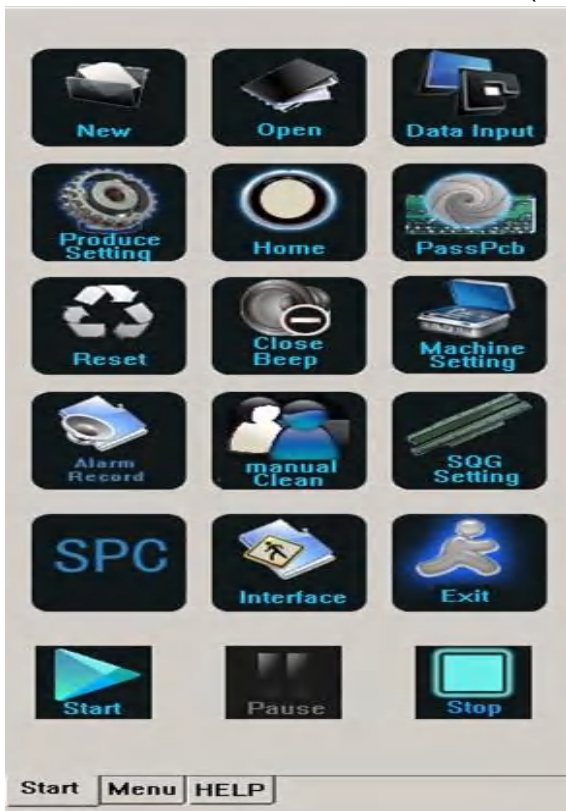 New
Open
Data Input
Produce
Setting
Home
PassPcb
Reset
Close
Beep
Machine
Setting
Alarm
Record
manual
Clean
SQG
Setting
SPC
Interface
Exit
Start
Pause
Stop
Start
Menu
HELP